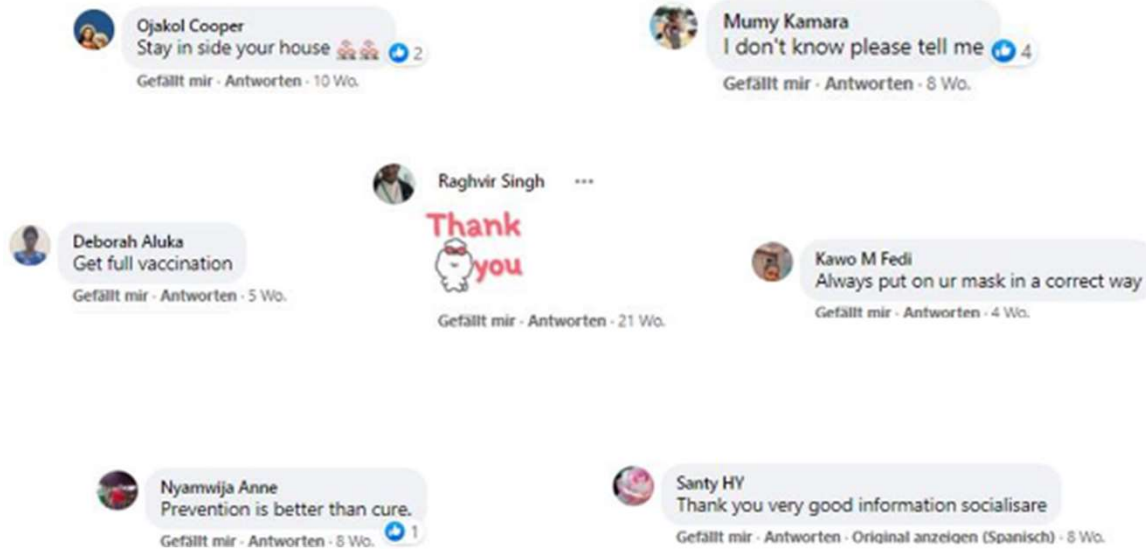 Ojakol Cooper
Stay in side your house
2
Gefällt mir · Antworten · 10 Wo.
Mumy Kamara
I don't know please tell me
4
Gefällt mir · Antworten · 8 Wo.
Raghvir Singh ...
Thank
you
Gefällt mir · Antworten · 21 Wo.
Deborah Aluka
Get full vaccination
Gefällt mir · Antworten · 5 Wo.
Kawo M Fedi
Always put on ur mask in a correct way
Gefällt mir · Antworten · 4 Wo.
Nyamwija Anne
Prevention is better than cure.
1
Gefällt mir · Antworten · 8 Wo.
Santy HY
Thank you very good information socialisare
Gefällt mir · Antworten · Original anzeigen (Spanisch) · 8 Wo.